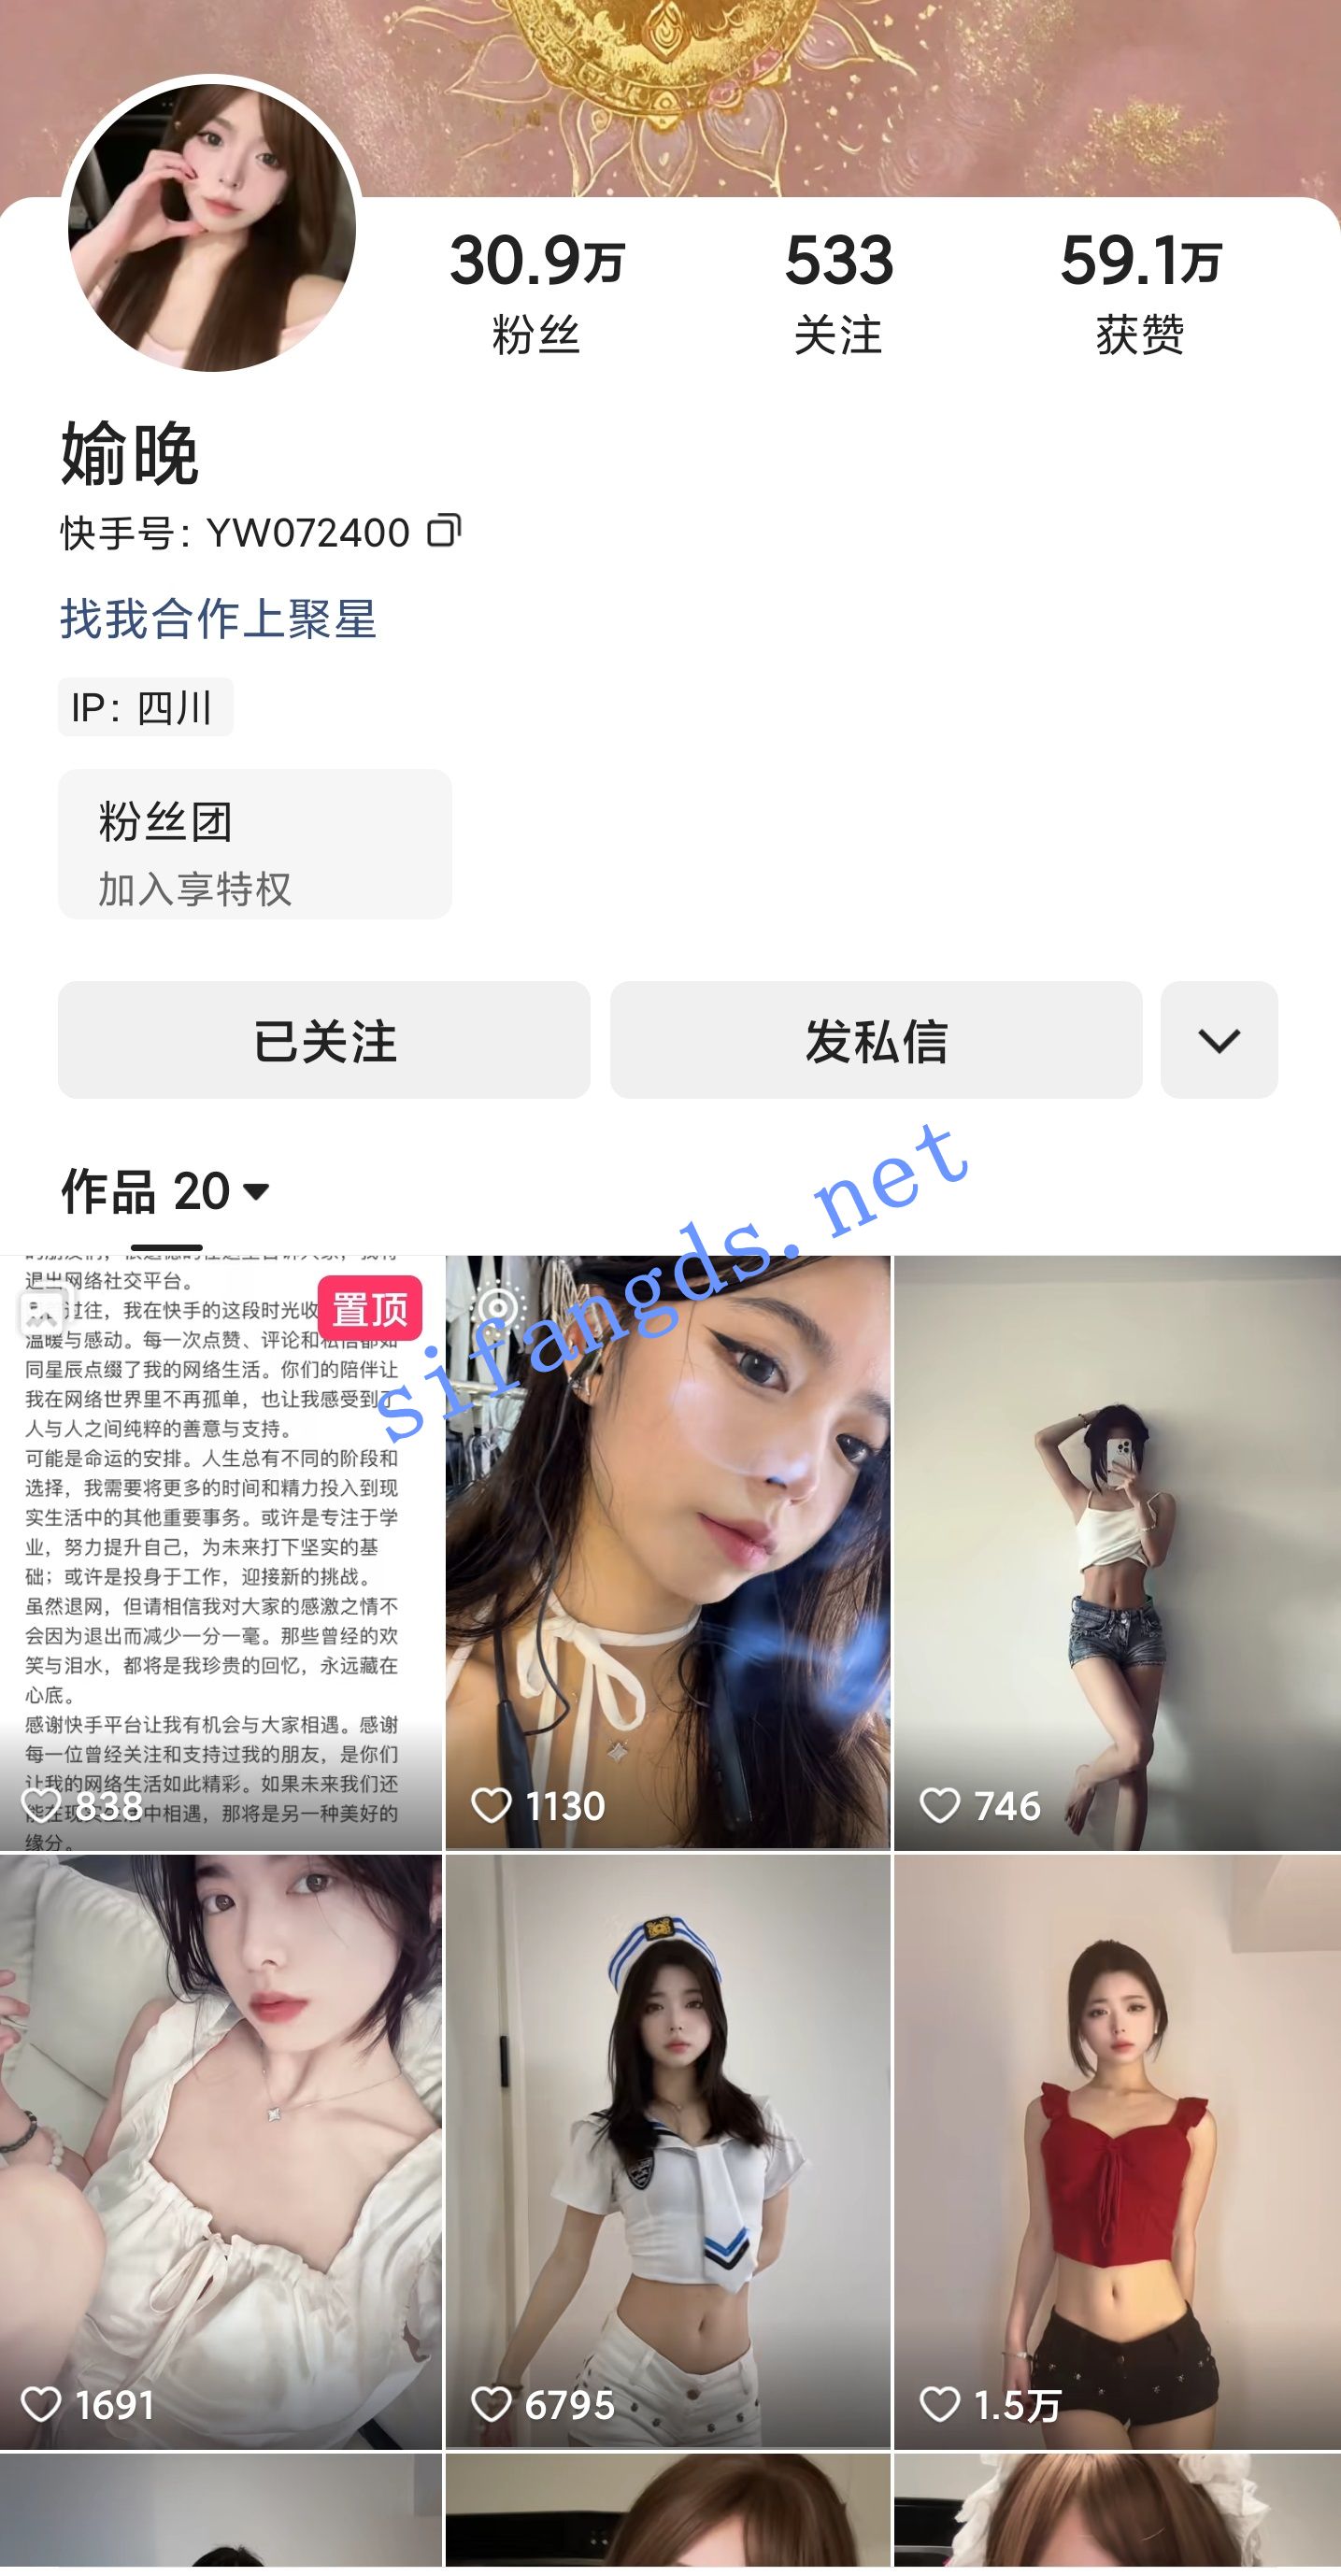 30.9万
533
59.1万
粉丝
关注
获赞
媮晚
快手号：YW072400
找我合作上聚星
IP：四川
粉丝团
加入享特权
已关注
发私信
作品 20
sifangds.net
置顶
退出网络社交平台。
过往，我在快手的这段时光收
温暖与感动。每一次点赞、评论和私信都如
同星辰点缀了我的网络生活。你们的陪伴让
我在网络世界里不再孤单，也让我感受到了
人与人之间纯粹的善意与支持。
可能是命运的安排。人生总有不同的阶段和
选择，我需要将更多的时间和精力投入到现
实生活中的其他重要事务。或许是专注于学
业，努力提升自己，为未来打下坚实的基
础；或许是投身于工作，迎接新的挑战。
虽然退网，但请相信我对大家的感激之情不
会因为退出而减少一分一毫。那些曾经的欢
笑与泪水，都将是我珍贵的回忆，永远藏在
心底。
感谢快手平台让我有机会与大家相遇。感谢
每一位曾经关注和支持过我的朋友，是你们
让我的网络生活如此精彩。如果未来我们还
能在现实生活中相遇，那将是另一种美好的
缘分。
838
1130
746
1691
6795
1.5万